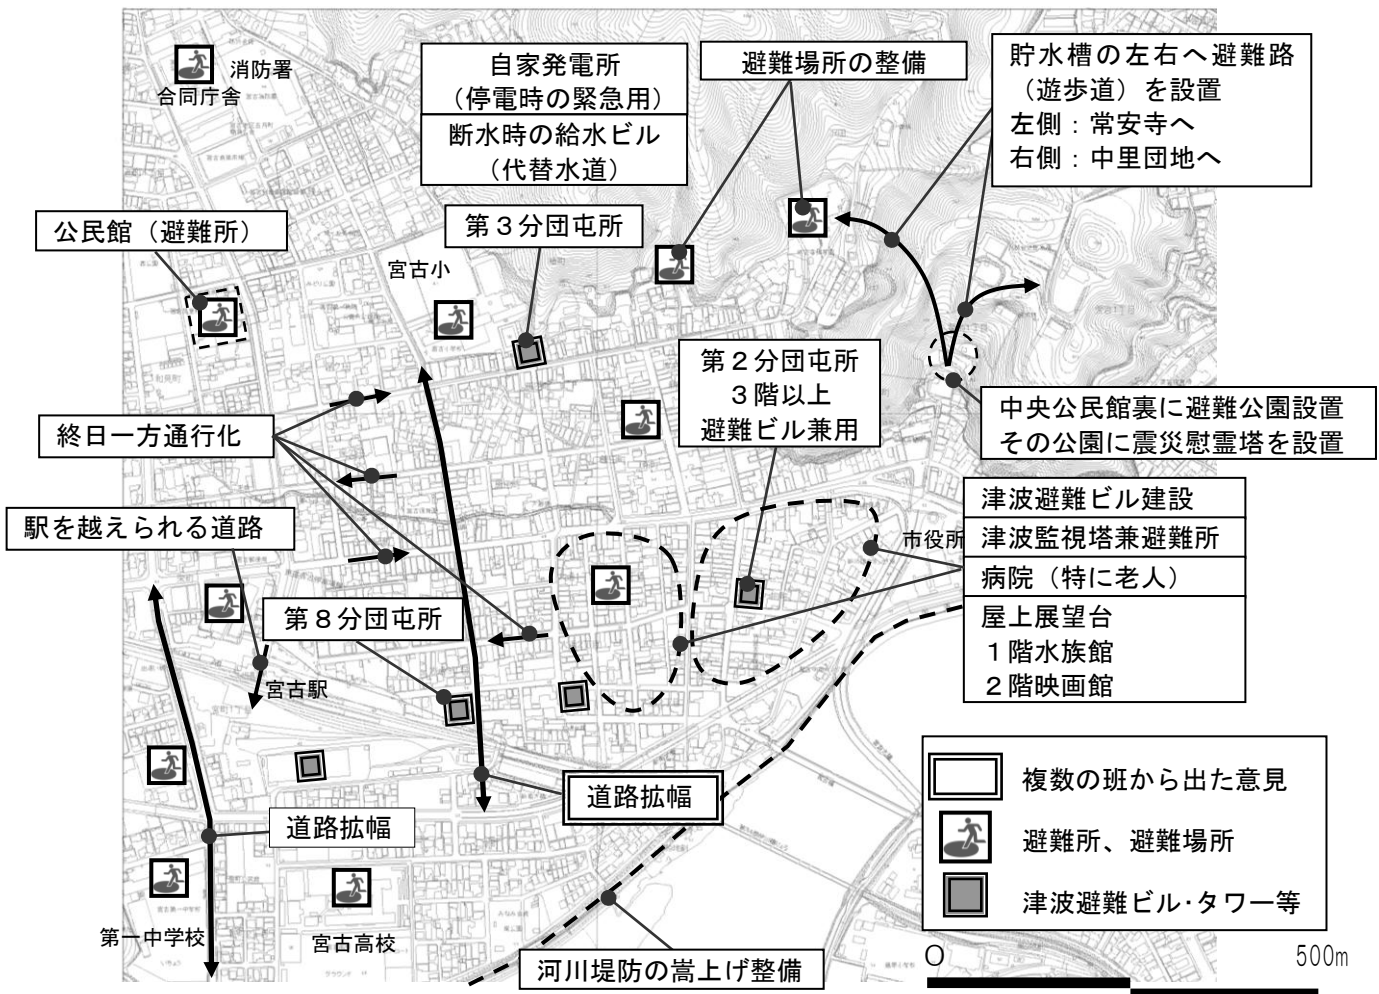 消防署
合同庁舎
自家発電所
（停電時の緊急用）
断水時の給水ビル
（代替水道）
避難場所の整備
貯水槽の左右へ避難路
（遊歩道）を設置
左側：常安寺へ
右側：中里団地へ
公民館（避難所）
第３分団屯所
宮古小
第２分団屯所
３階以上
避難ビル兼用
中央公民館裏に避難公園設置
その公園に震災慰霊塔を設置
終日一方通行化
駅を越えられる道路
津波避難ビル建設
市役所
津波監視塔兼避難所
病院（特に老人）
屋上展望台
１階水族館
２階映画館
第８分団屯所
宮古駅
道路拡幅
道路拡幅
複数の班から出た意見
避難所、避難場所
津波避難ビル･タワー等
第一中学校
宮古高校
河川堤防の嵩上げ整備
0
500m